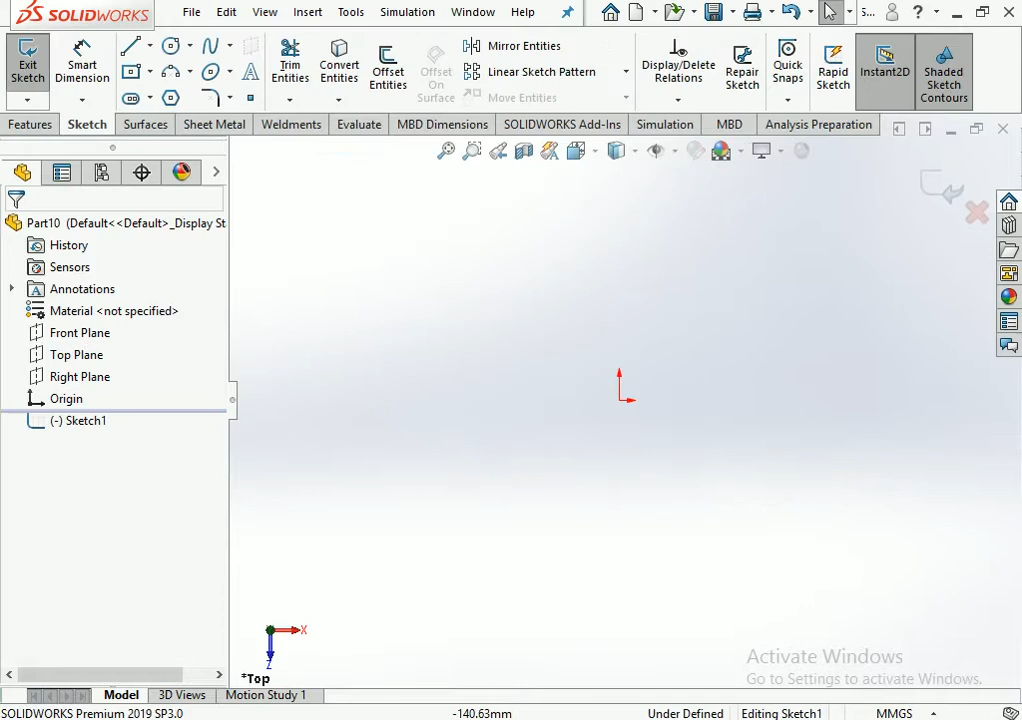 SOLIDWORKS File Edit View Insert Tools Simulation Window Help S... ?
Exit Sketch
Smart Dimension
Trim Entities
Convert Entities
Offset Entities
Offset On Surface
Mirror Entities
Linear Sketch Pattern
Move Entities
Display/Delete Relations
Repair Sketch
Quick Snaps
Rapid Sketch
Instant2D
Shaded Sketch Contours
Features Sketch Surfaces Sheet Metal Weldments Evaluate MBD Dimensions SOLIDWORKS Add-Ins Simulation MBD Analysis Preparation
Part10 (Default<<Default>_Display St
History
Sensors
Annotations
Material <not specified>
Front Plane
Top Plane
Right Plane
Origin
(-) Sketch1
X
Z
*Top
Activate Windows
Go to Settings to activate Windows.
Model 3D Views Motion Study 1
SOLIDWORKS Premium 2019 SP3.0 -140.63mm Under Defined Editing Sketch1 MMGS